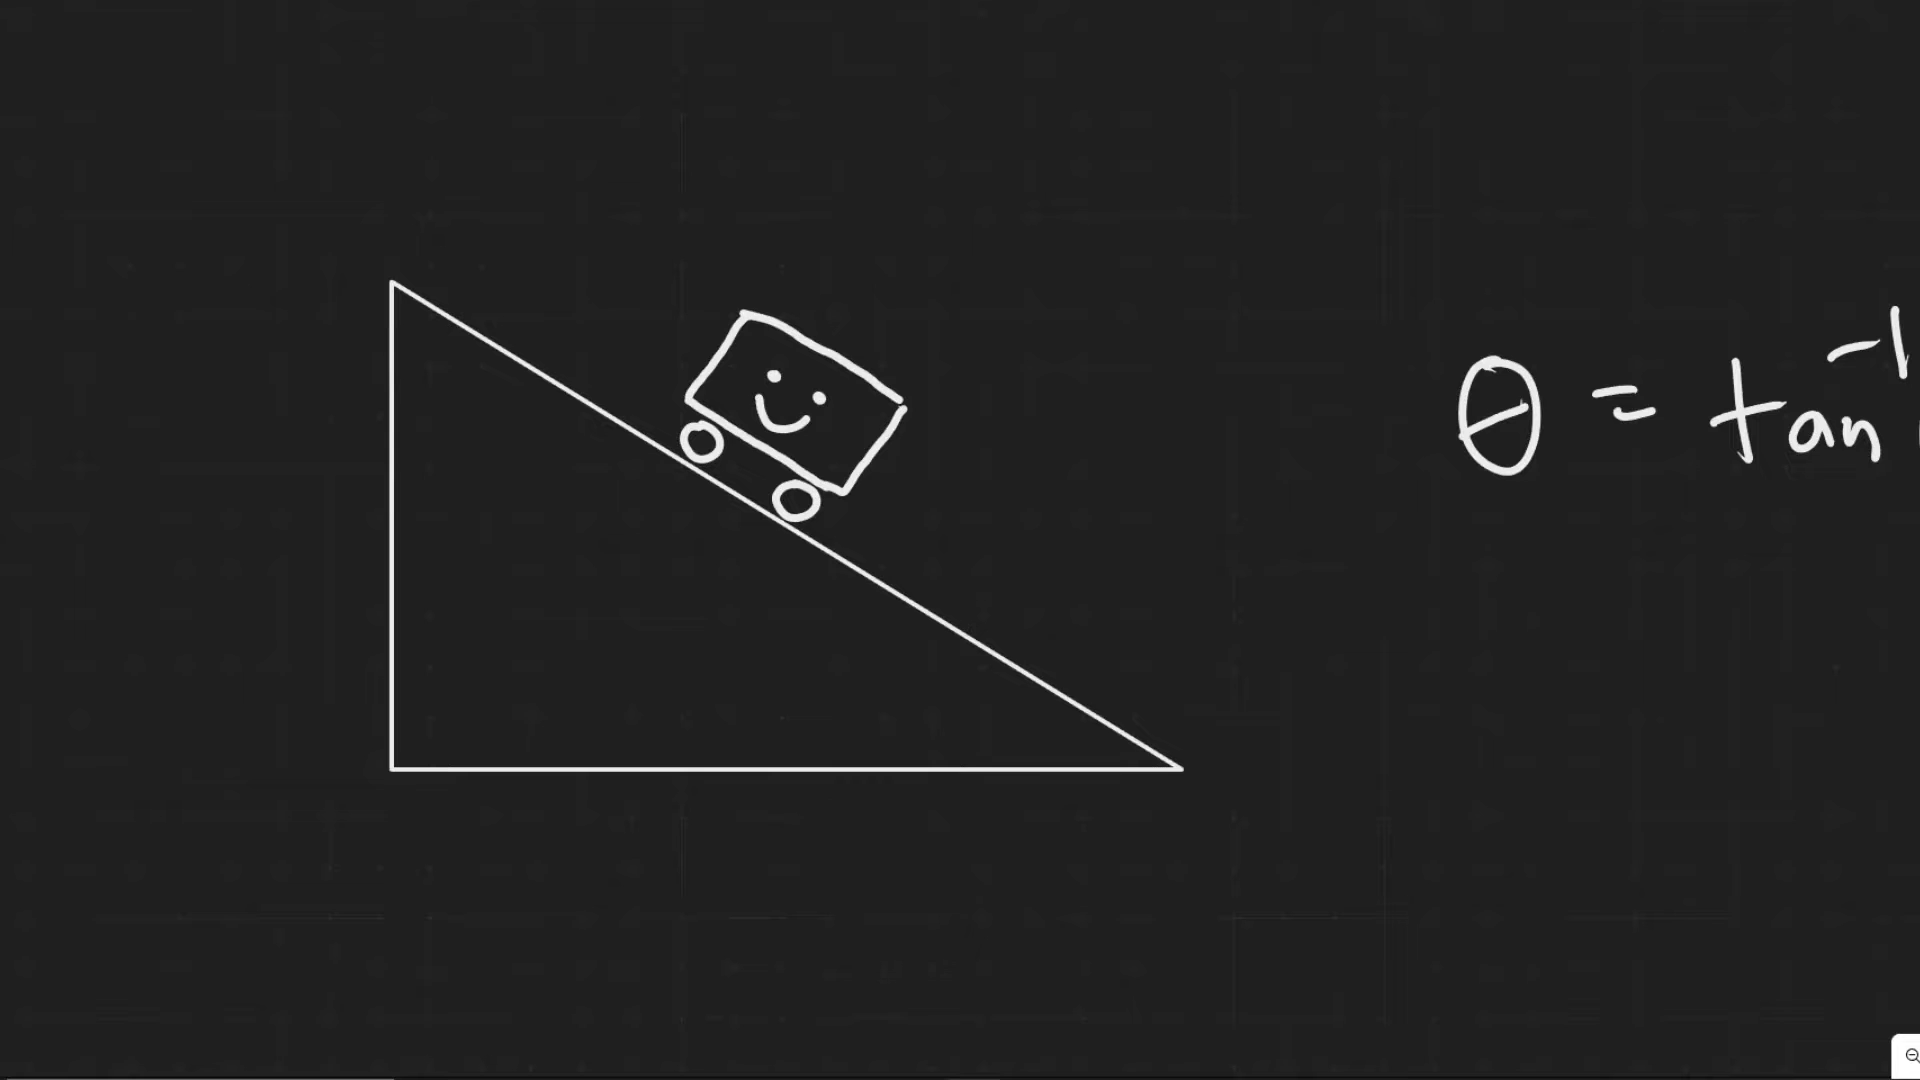 θ = tan⁻¹